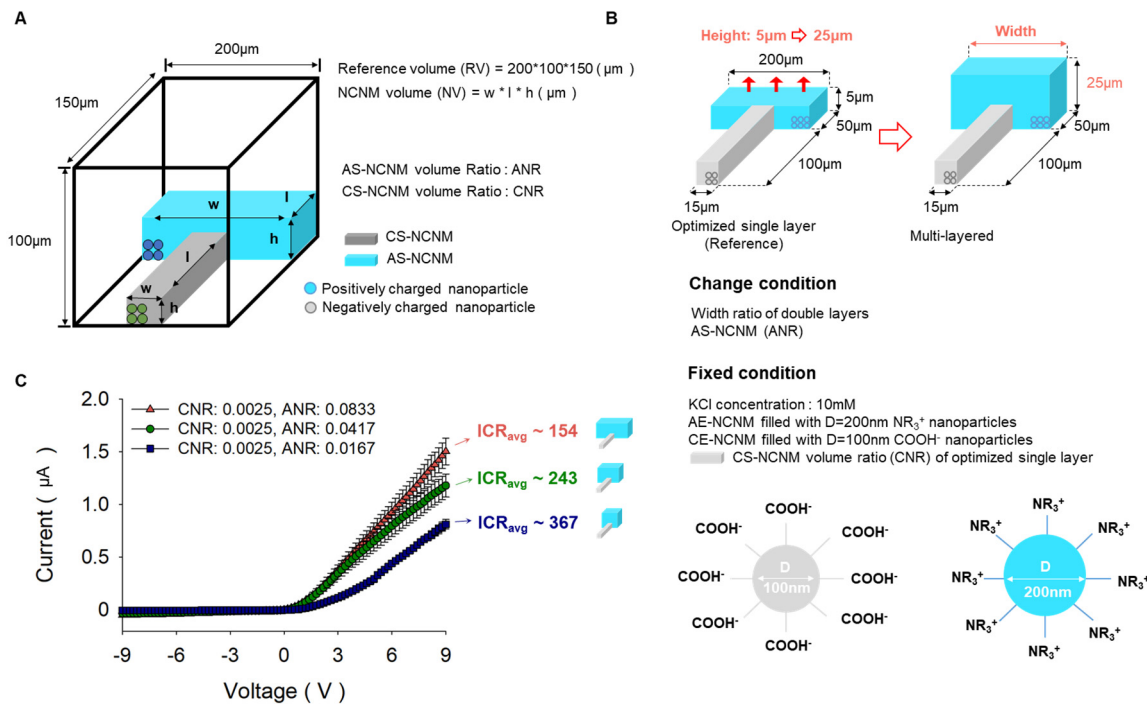 A
200μm
150μm
100μm
Reference volume (RV) = 200*100*150 (μm)
NCNM volume (NV) = w * l * h (μm)
AS-NCNM volume Ratio : ANR
CS-NCNM volume Ratio : CNR
w
l
h
l
w
h
CS-NCNM
AS-NCNM
Positively charged nanoparticle
Negatively charged nanoparticle
B
Height: 5μm ⇨ 25μm
200μm
5μm
50μm
100μm
15μm
Optimized single layer
(Reference)
Width
25μm
50μm
100μm
15μm
Multi-layered
Change condition
Width ratio of double layers
AS-NCNM (ANR)
Fixed condition
KCl concentration : 10mM
AE-NCNM filled with D=200nm NR₃⁺ nanoparticles
CE-NCNM filled with D=100nm COOH⁻ nanoparticles
CS-NCNM volume ratio (CNR) of optimized single layer
COOH⁻
COOH⁻
COOH⁻
COOH⁻
COOH⁻
COOH⁻
COOH⁻
COOH⁻
D
100nm
NR₃⁺
NR₃⁺
NR₃⁺
NR₃⁺
NR₃⁺
NR₃⁺
NR₃⁺
NR₃⁺
D
200nm
C
CNR: 0.0025, ANR: 0.0833
CNR: 0.0025, ANR: 0.0417
CNR: 0.0025, ANR: 0.0167
ICRavg ~ 154
ICRavg ~ 243
ICRavg ~ 367
2.0
1.5
1.0
0.5
0
Current ( μA )
-9
-6
-3
0
3
6
9
Voltage ( V )